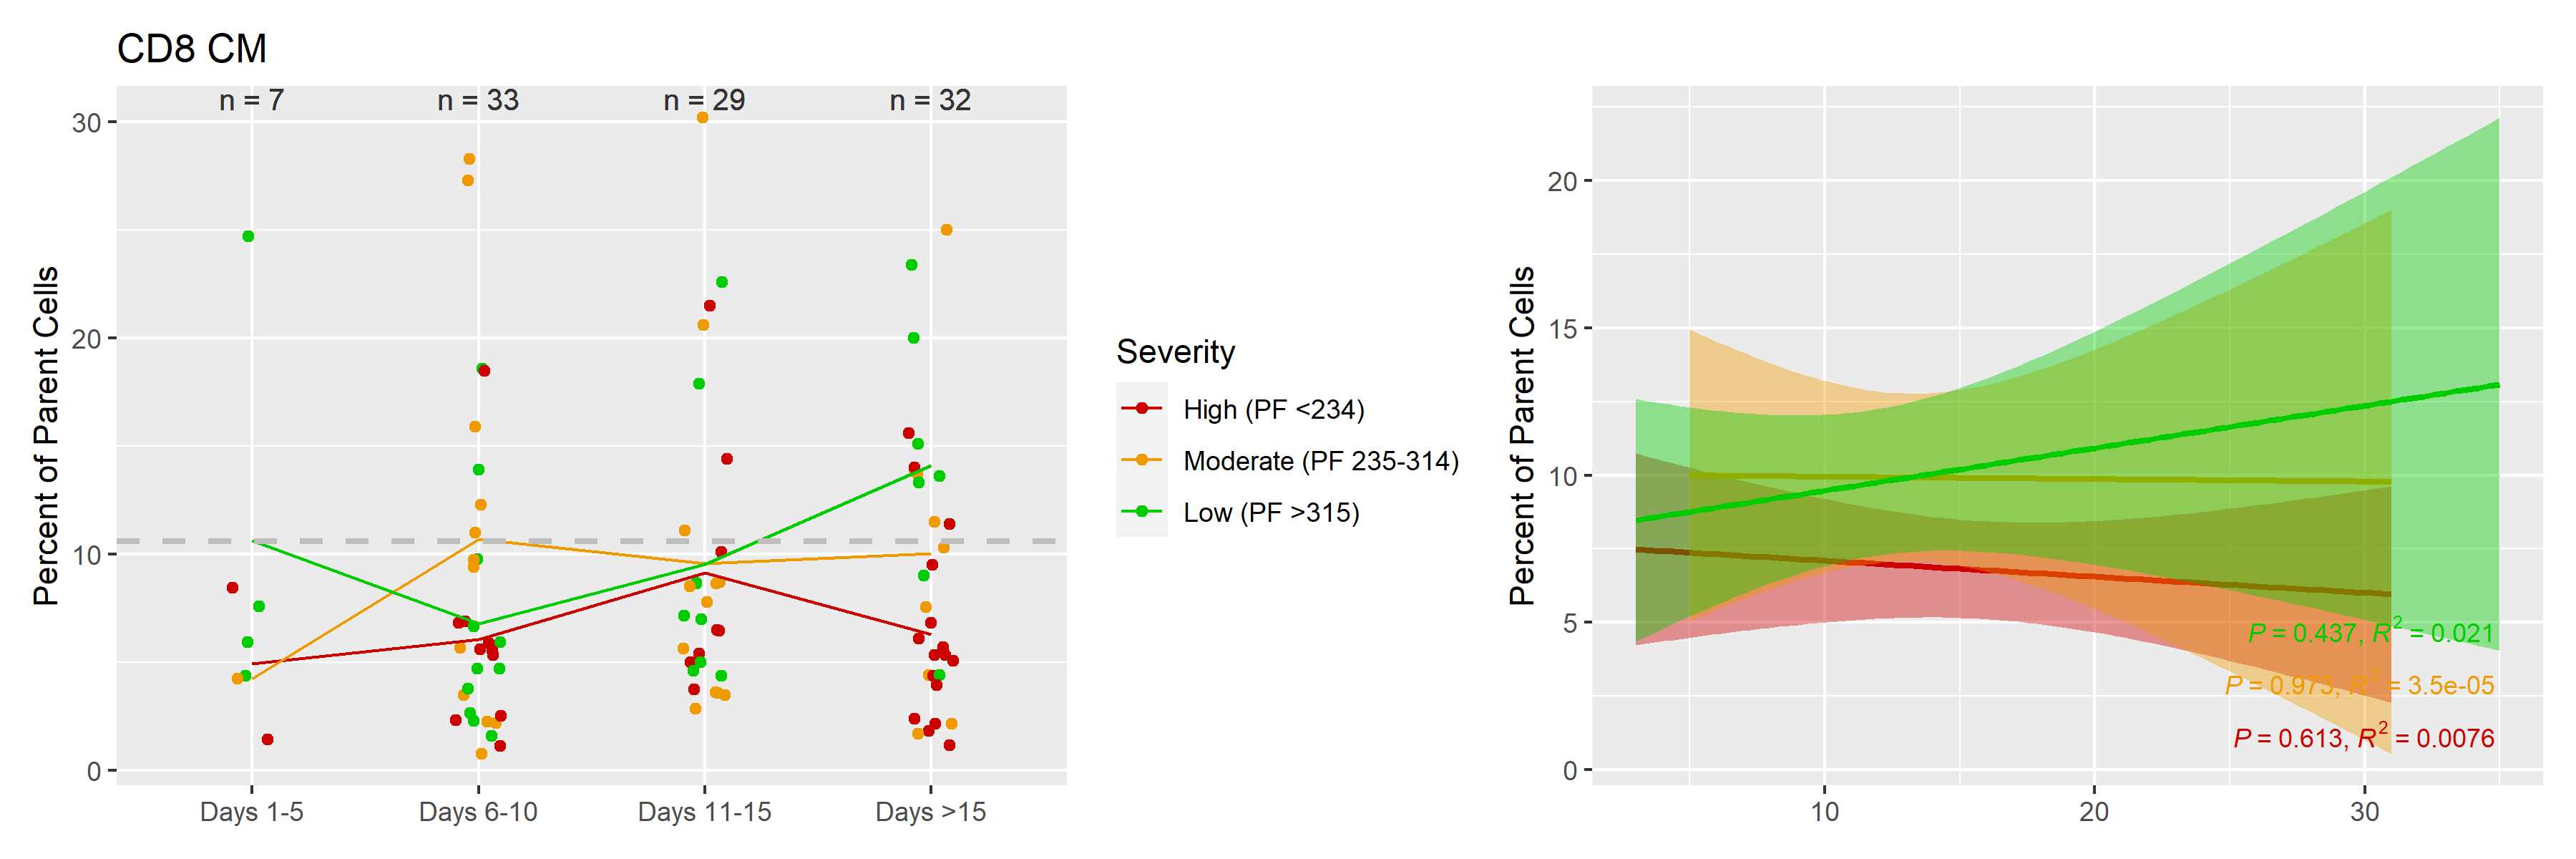 CD8 CM
n = 7
n = 33
n = 29
n = 32
Percent of Parent Cells
30
20
10
0
Days 1-5
Days 6-10
Days 11-15
Days >15
Severity
High (PF <234)
Moderate (PF 235-314)
Low (PF >315)
Percent of Parent Cells
20
15
10
5
0
P = 0.437, R² = 0.021
P = 0.973, R² = 3.5e-05
P = 0.613, R² = 0.0076
10
20
30